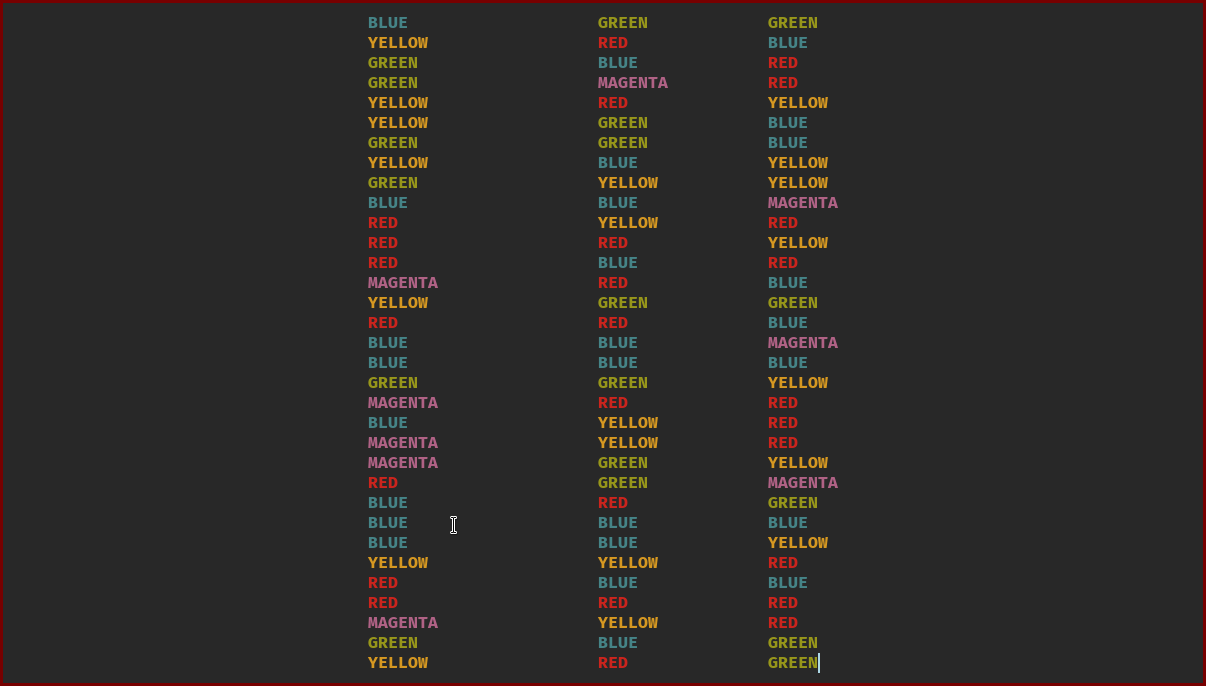 BLUE GREEN GREEN
YELLOW RED BLUE
GREEN BLUE RED
GREEN MAGENTA RED
YELLOW RED YELLOW
YELLOW GREEN BLUE
GREEN GREEN BLUE
YELLOW BLUE YELLOW
GREEN YELLOW YELLOW
BLUE BLUE MAGENTA
RED YELLOW RED
RED RED YELLOW
RED BLUE RED
MAGENTA RED BLUE
YELLOW GREEN GREEN
RED RED BLUE
BLUE BLUE MAGENTA
BLUE BLUE BLUE
GREEN GREEN YELLOW
MAGENTA RED RED
BLUE YELLOW RED
MAGENTA YELLOW RED
MAGENTA GREEN YELLOW
RED GREEN MAGENTA
BLUE RED GREEN
BLUE BLUE BLUE
BLUE BLUE YELLOW
YELLOW YELLOW RED
RED BLUE BLUE
RED RED RED
MAGENTA YELLOW RED
GREEN BLUE GREEN
YELLOW RED GREEN